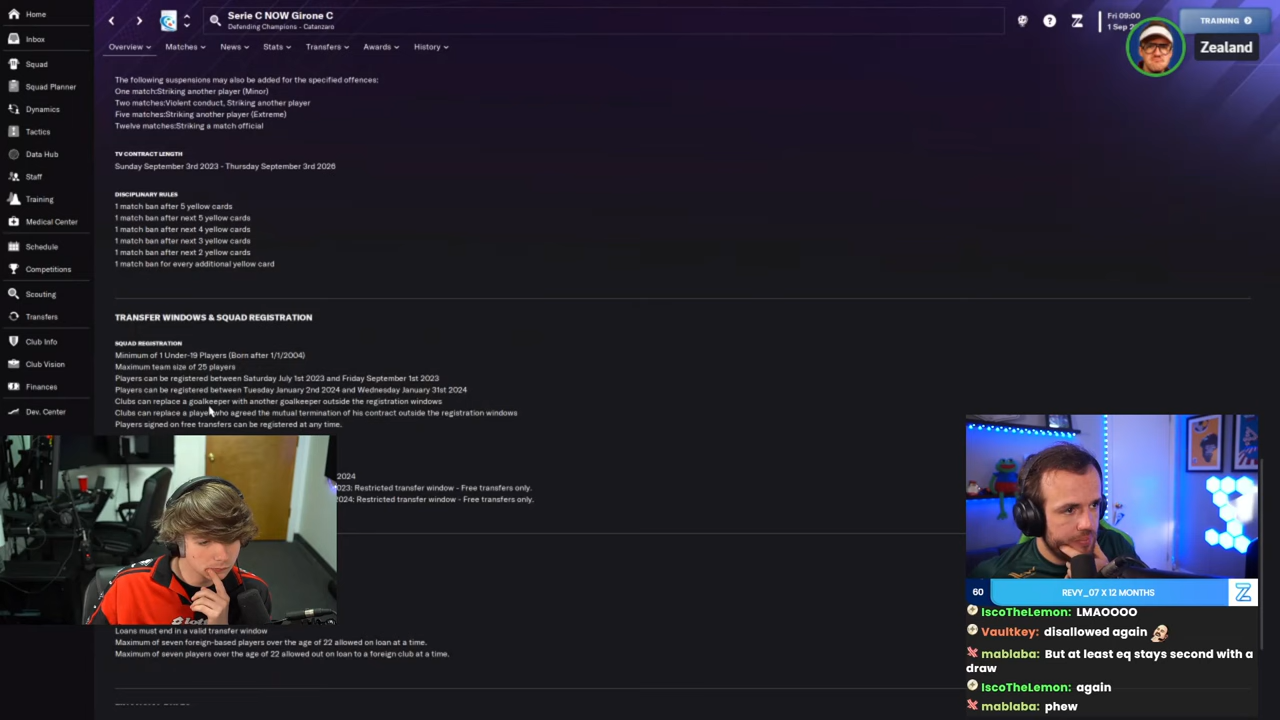 Home
Inbox
Squad
Squad Planner
Dynamics
Tactics
Data Hub
Staff
Training
Medical Center
Schedule
Competitions
Scouting
Transfers
Club Info
Club Vision
Finances
Dev. Center
Serie C NOW Girone C
Defending Champions - Catanzaro
Fri 09:00
1 Sep
TRAINING
Zealand
Overview
Matches
News
Stats
Transfers
Awards
History
The following suspensions may also be added for the specified offences:
One match:Striking another player (Minor)
Two matches:Violent conduct, Striking another player
Five matches:Striking another player (Extreme)
Twelve matches:Striking a match official
TV CONTRACT LENGTH
Sunday September 3rd 2023 - Thursday September 3rd 2026
DISCIPLINARY RULES
1 match ban after 5 yellow cards
1 match ban after next 5 yellow cards
1 match ban after next 4 yellow cards
1 match ban after next 3 yellow cards
1 match ban after next 2 yellow cards
1 match ban for every additional yellow card
TRANSFER WINDOWS & SQUAD REGISTRATION
SQUAD REGISTRATION
Minimum of 1 Under-19 Players (Born after 1/1/2004)
Maximum team size of 25 players
Players can be registered between Saturday July 1st 2023 and Friday September 1st 2023
Players can be registered between Tuesday January 2nd 2024 and Wednesday January 31st 2024
Clubs can replace a goalkeeper with another goalkeeper outside the registration windows
Clubs can replace a player who agreed the mutual termination of his contract outside the registration windows
Players signed on free transfers can be registered at any time.
2024
023: Restricted transfer window - Free transfers only.
2024: Restricted transfer window - Free transfers only.
Loans must end in a valid transfer window
Maximum of seven foreign-based players over the age of 22 allowed on loan at a time.
Maximum of seven players over the age of 22 allowed out on loan to a foreign club at a time.
lotto
60
REVY_07 X 12 MONTHS
IscoTheLemon: LMAOOOO
Vaultkey: disallowed again
mablaba: But at least eq stays second with a
draw
IscoTheLemon: again
mablaba: phew